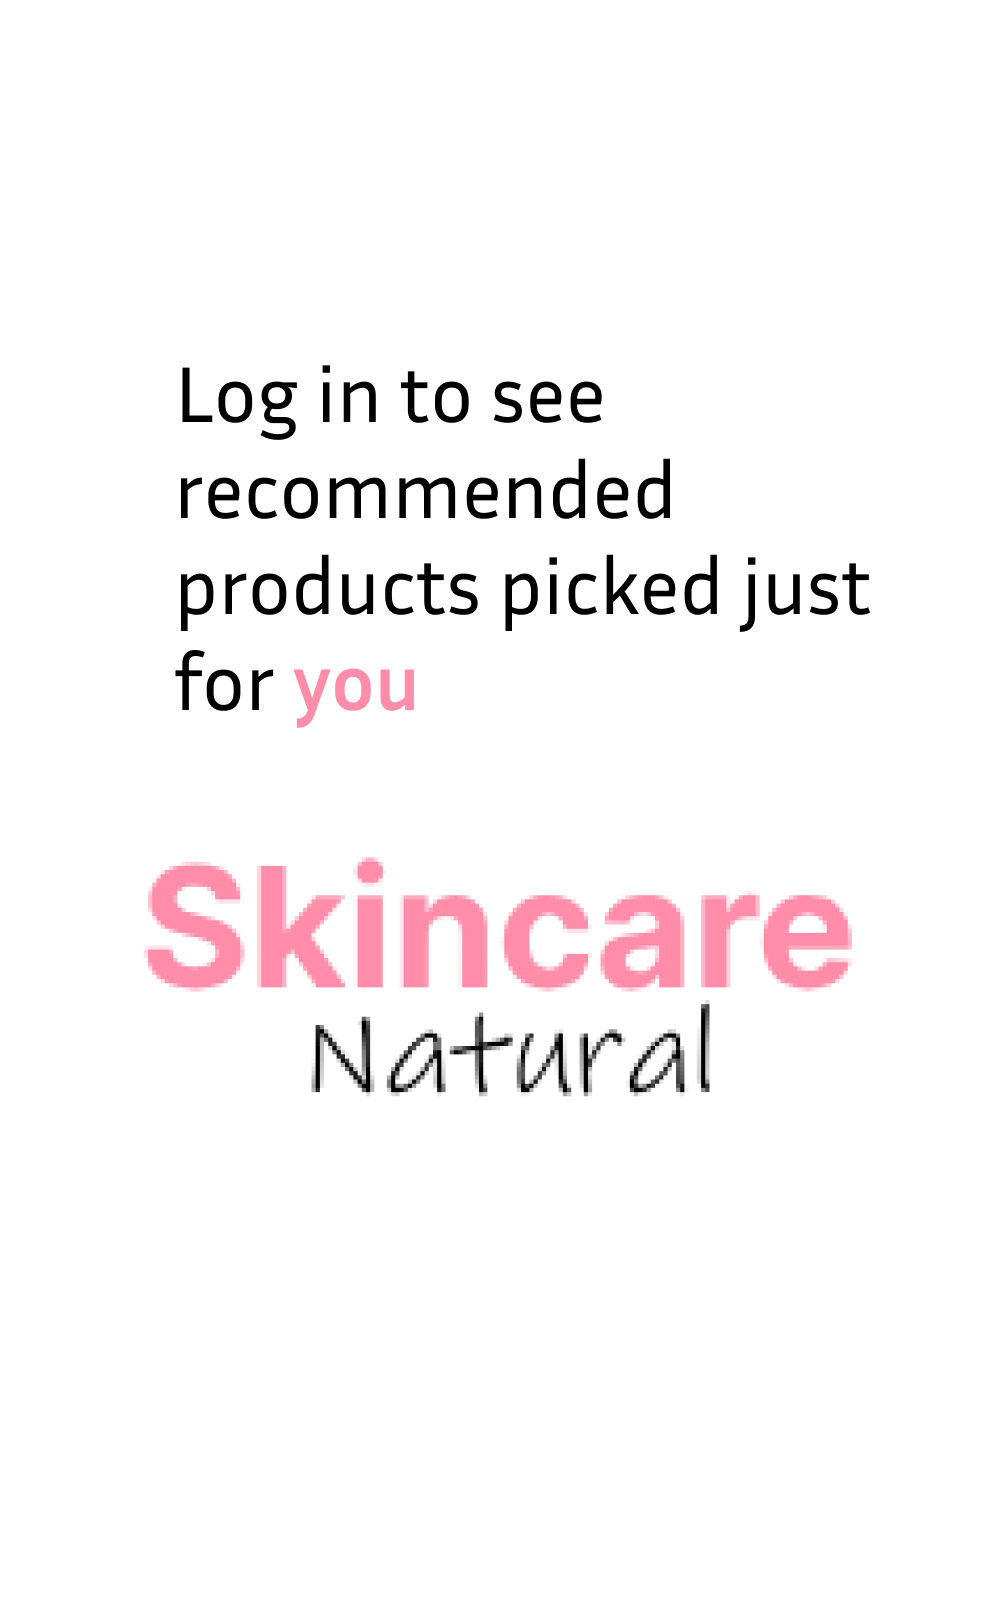 Log in to see
recommended
products picked just
for you
Skincare
Natural